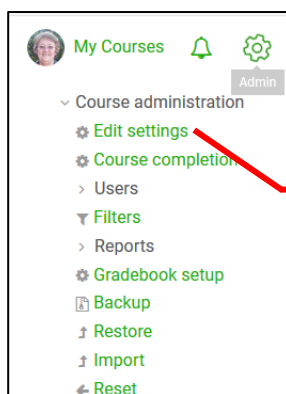 My Courses
Admin
Course administration
Edit settings
Course completion
Users
Filters
Reports
Gradebook setup
Backup
Restore
Import
Reset